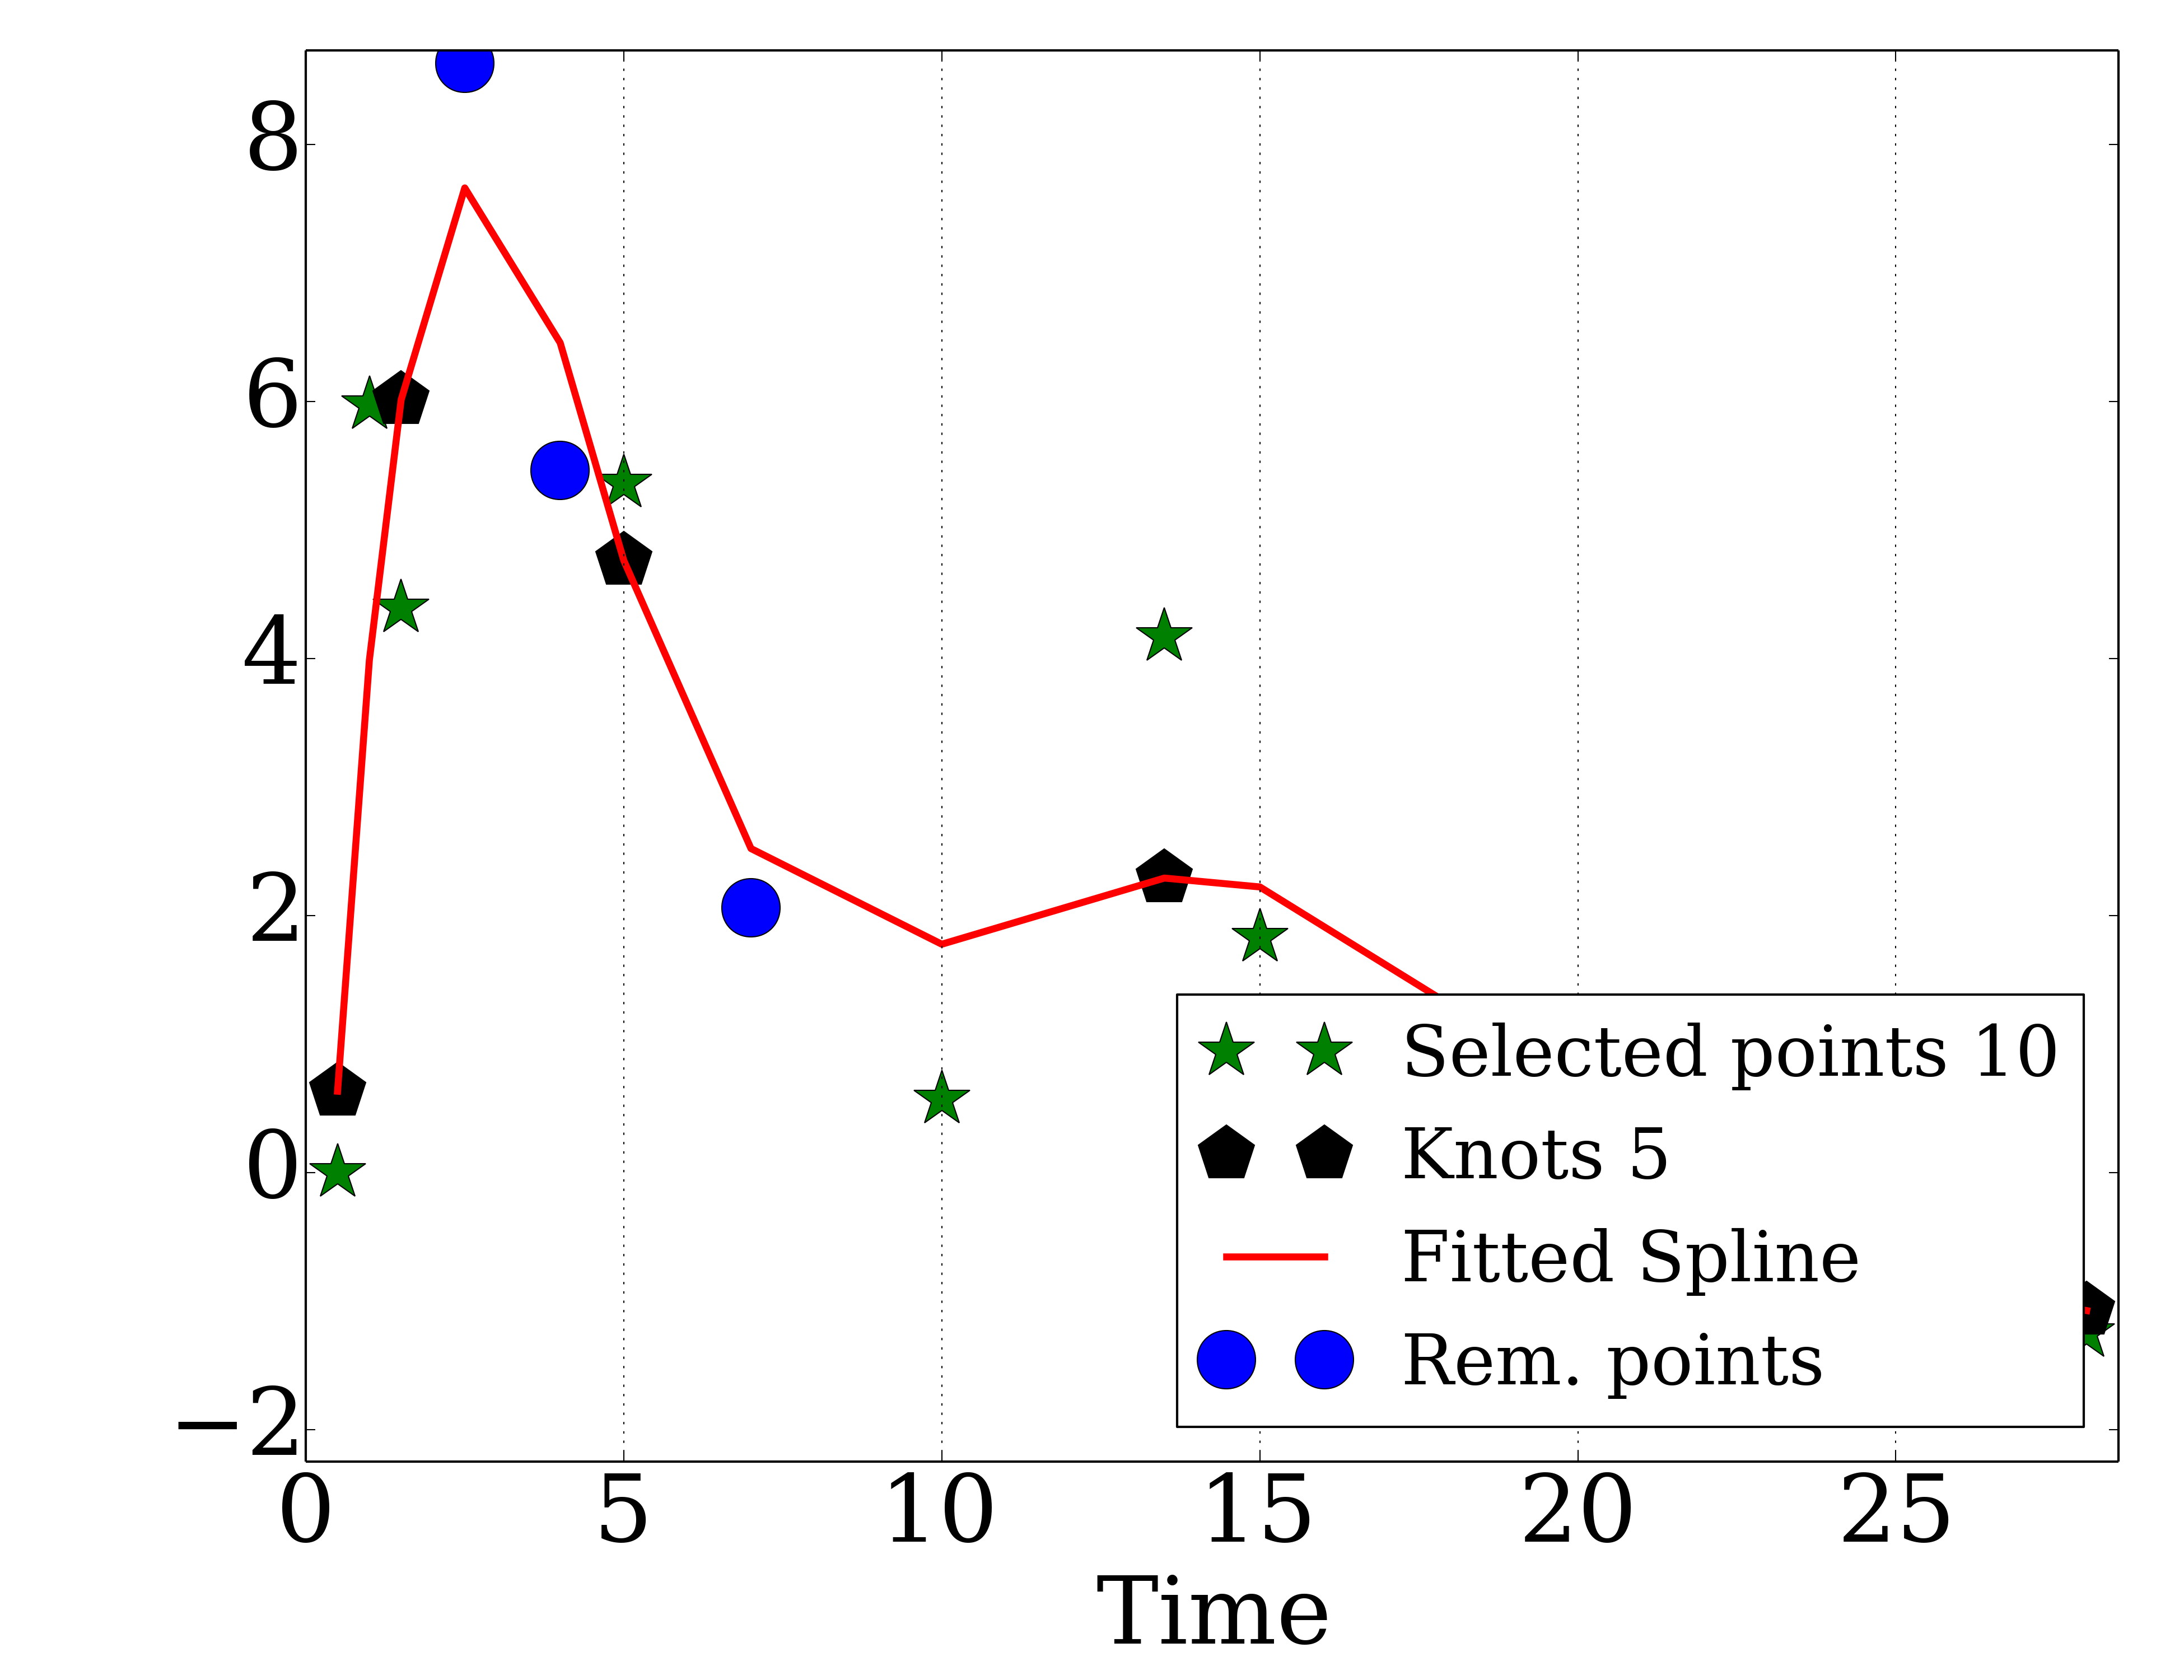 8
6
4
2
0
−2
0 5 10 15 20 25
Time
Selected points 10
Knots 5
Fitted Spline
Rem. points